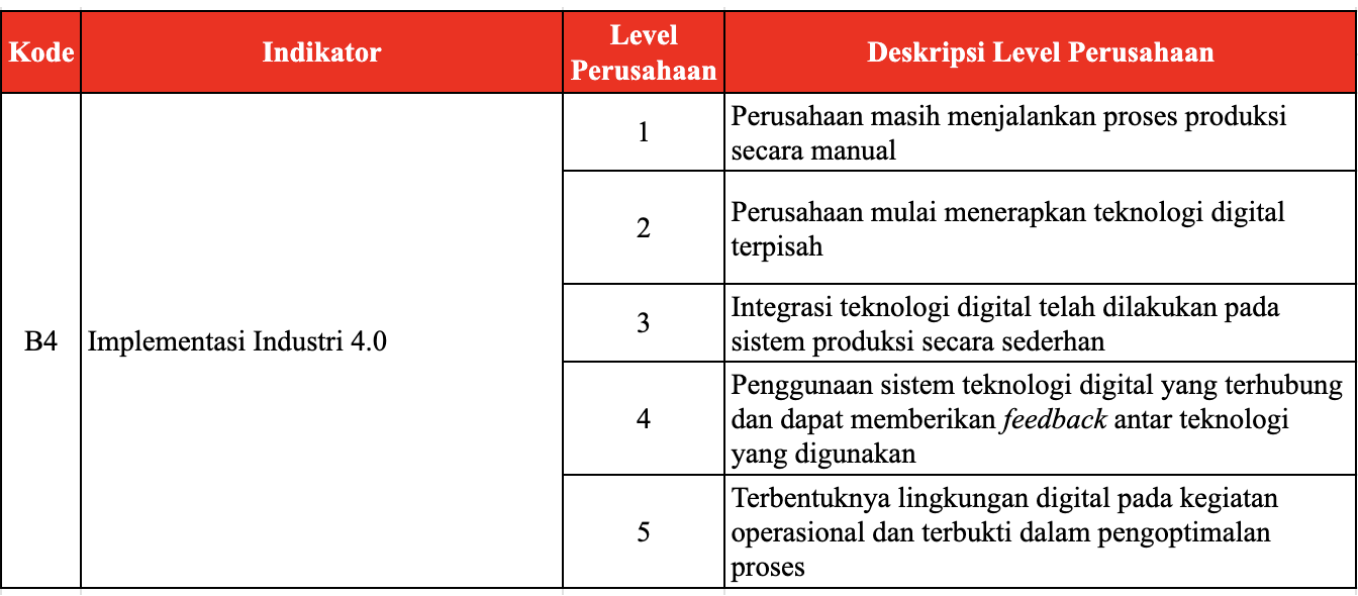 Kode
Indikator
Level
Perusahaan
Deskripsi Level Perusahaan
B4
Implementasi Industri 4.0
1
Perusahaan masih menjalankan proses produksi
secara manual
2
Perusahaan mulai menerapkan teknologi digital
terpisah
3
Integrasi teknologi digital telah dilakukan pada
sistem produksi secara sederhan
4
Penggunaan sistem teknologi digital yang terhubung
dan dapat memberikan feedback antar teknologi
yang digunakan
5
Terbentuknya lingkungan digital pada kegiatan
operasional dan terbukti dalam pengoptimalan
proses